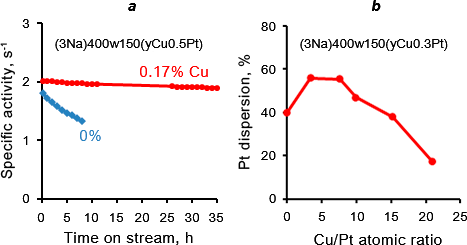 a
(3Na)400w150(yCu0.5Pt)
Specific activity, s-1
3
2
1
0
0.17% Cu
0%
0 5 10 15 20 25 30 35
Time on stream, h
b
(3Na)400w150(yCu0.3Pt)
Pt dispersion, %
80
60
40
20
0
0 5 10 15 20 25
Cu/Pt atomic ratio